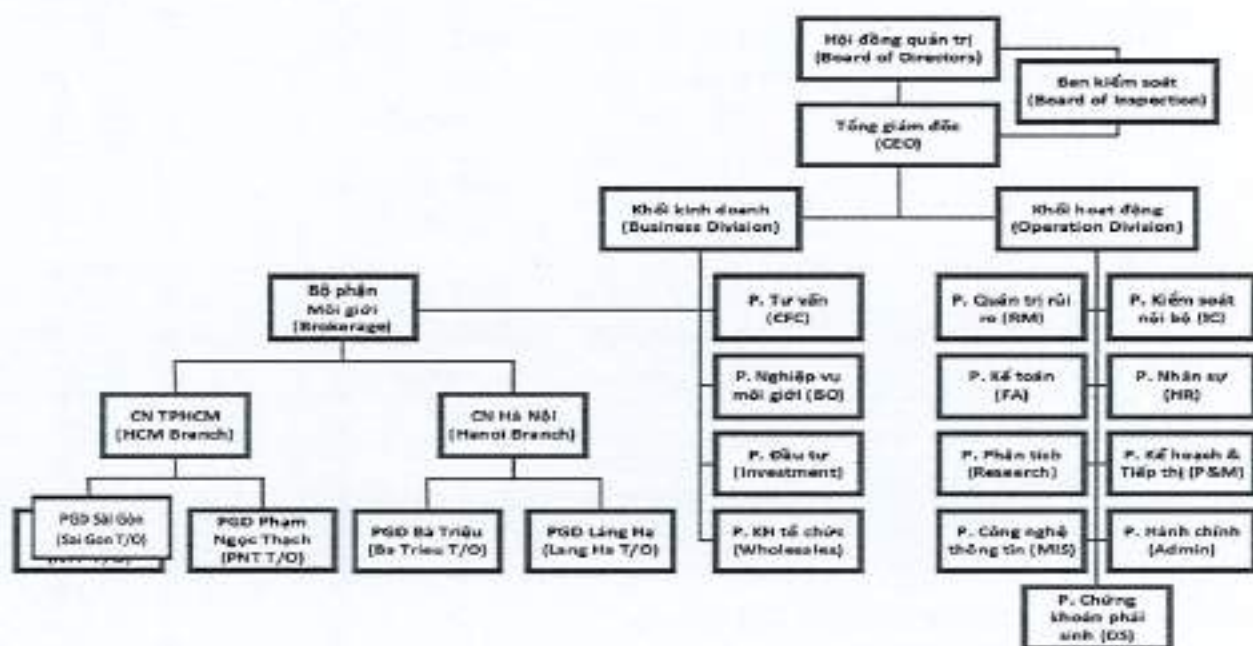 Hội đồng quản trị
(Board of Directors)
Ban kiểm soát
(Board of Inspection)
Tổng giám đốc
(CEO)
Khối kinh doanh
(Business Division)
Khối hoạt động
(Operation Division)
Bộ phận
Môi giới
(Brokerage)
P. Tư vấn
(CFC)
P. Quản trị rủi
ro (RM)
P. Kiểm soát
nội bộ (IC)
P. Nghiệp vụ
môi giới (BO)
P. Kế toán
(FA)
P. Nhân sự
(HR)
CN TPHCM
(HCM Branch)
CN Hà Nội
(Hanoi Branch)
P. Đầu tư
(Investment)
P. Phân tích
(Research)
P. Kế hoạch &
Tiếp thị (P&M)
PGD Sài Gòn
(Sai Gon T/O)
PGD Phạm
Ngọc Thạch
(PNT T/O)
PGD Bà Triệu
(Ba Trieu T/O)
PGD Láng Hạ
(Lang Ha T/O)
P. KH tổ chức
(Wholesales)
P. Công nghệ
thông tin (MIS)
P. Hành chính
(Admin)
P. Chứng
khoán phái
sinh (DS)